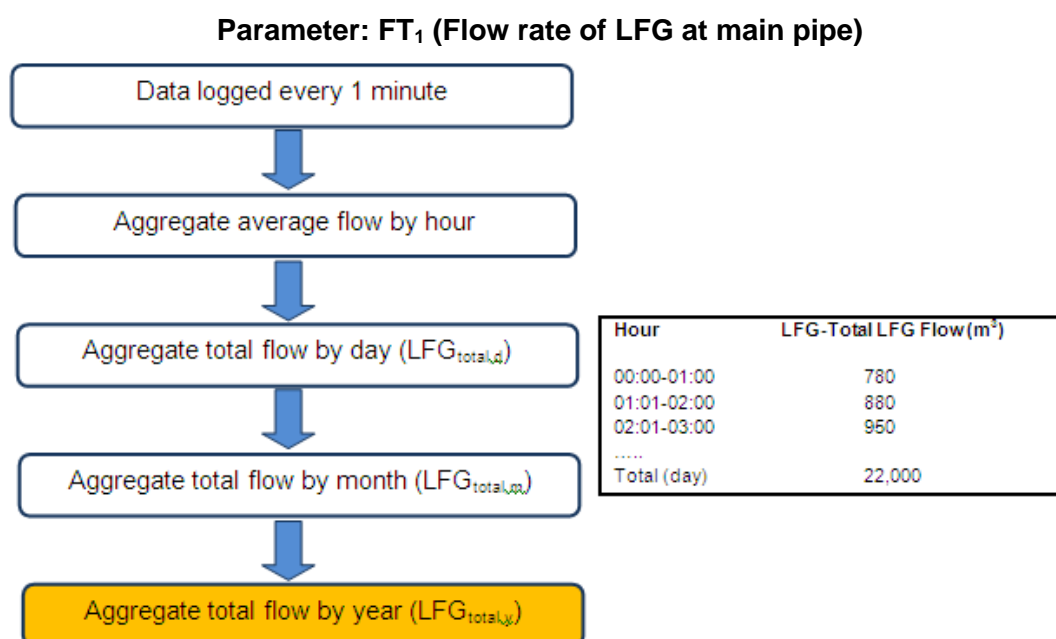 Parameter: FT₁ (Flow rate of LFG at main pipe)
Data logged every 1 minute
Aggregate average flow by hour
Aggregate total flow by day (LFGtotal,d)
Hour LFG-Total LFG Flow(m³)
00:00-01:00 780
01:01-02:00 880
02:01-03:00 950
.....
Total (day) 22,000
Aggregate total flow by month (LFGtotal,m)
Aggregate total flow by year (LFGtotal,y)